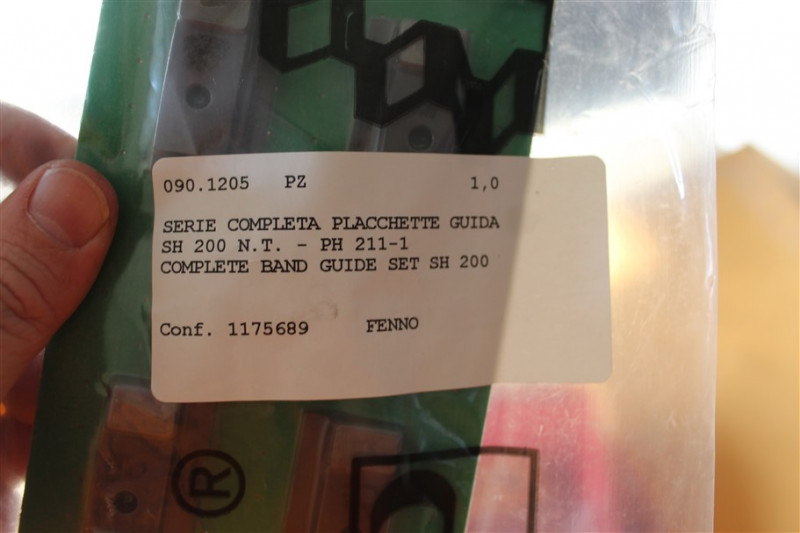 090.1205 PZ 1,0
SERIE COMPLETA PLACCHETTE GUIDA
SH 200 N.T. - PH 211-1
COMPLETE BAND GUIDE SET SH 200
Conf. 1175689 FENNO
®